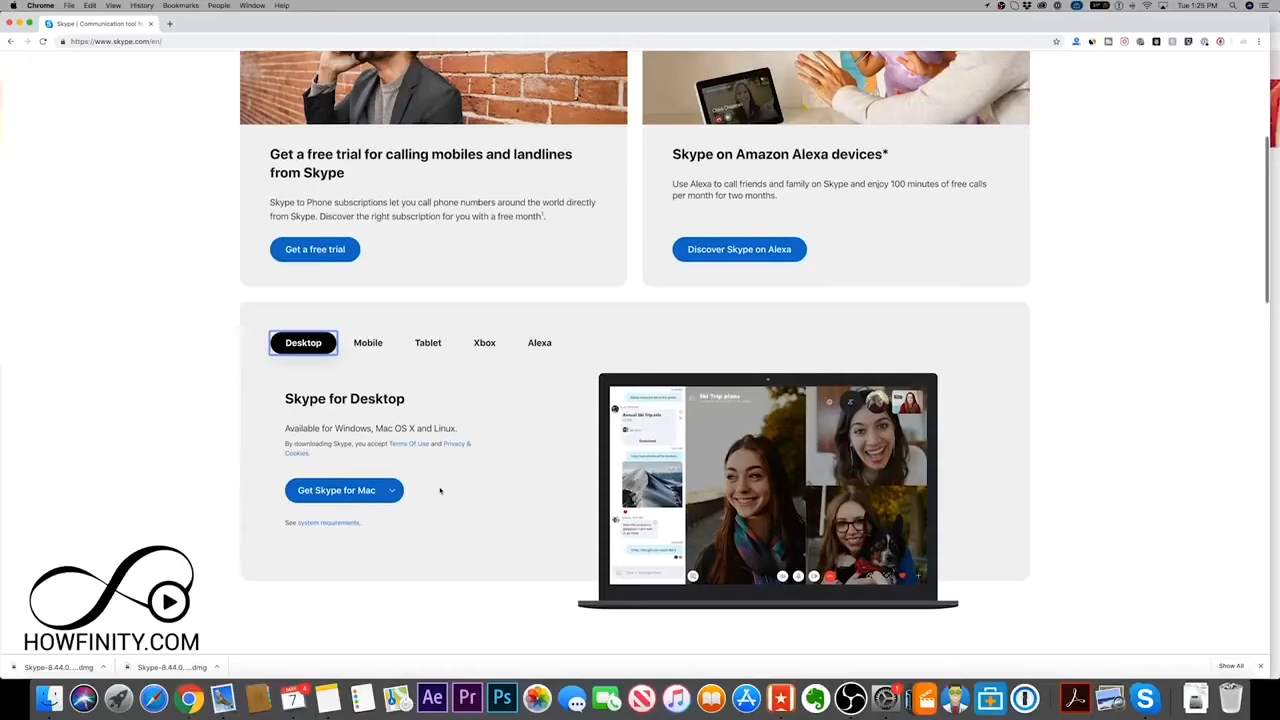 Chrome File Edit View History Bookmarks People Window Help
Tue 1:25 PM
Skype | Communication tool fo
https://www.skype.com/en/
Get a free trial for calling mobiles and landlines
from Skype
Skype to Phone subscriptions let you call phone numbers around the world directly
from Skype. Discover the right subscription for you with a free month¹.
Get a free trial
Skype on Amazon Alexa devices*
Use Alexa to call friends and family on Skype and enjoy 100 minutes of free calls
per month for two months.
Discover Skype on Alexa
Desktop Mobile Tablet Xbox Alexa
Skype for Desktop
Available for Windows, Mac OS X and Linux.
By downloading Skype, you accept Terms Of Use and Privacy &
Cookies.
Get Skype for Mac
See system requirements.
Ski Trip plans
HOWFINITY.COM
Skype-8.44.0....dmg
Skype-8.44.0....dmg
Show All
7
Ae Pr Ps